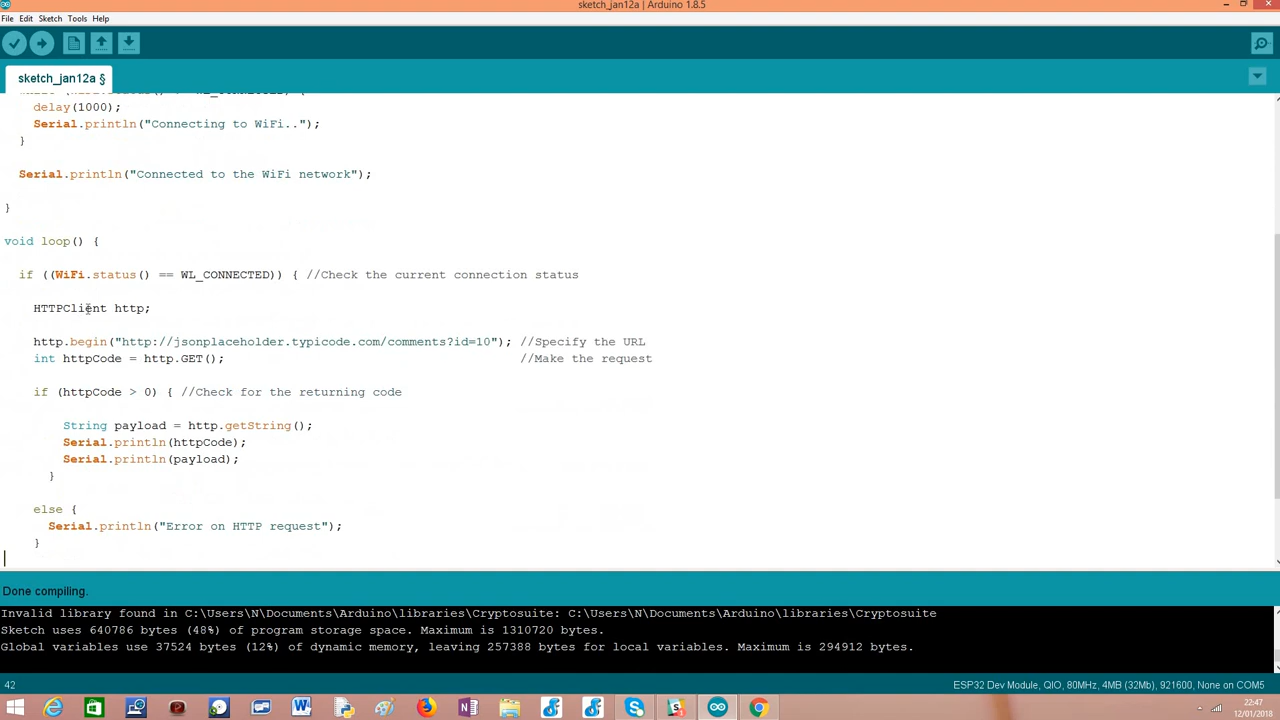 sketch_jan12a | Arduino 1.8.5
File Edit Sketch Tools Help
sketch_jan12a §
delay(1000);
Serial.println("Connecting to WiFi..");
}
Serial.println("Connected to the WiFi network");
}
void loop() {
if ((WiFi.status() == WL_CONNECTED)) { //Check the current connection status
HTTPClient http;
http.begin("http://jsonplaceholder.typicode.com/comments?id=10"); //Specify the URL
int httpCode = http.GET(); //Make the request
if (httpCode > 0) { //Check for the returning code
String payload = http.getString();
Serial.println(httpCode);
Serial.println(payload);
}
else {
Serial.println("Error on HTTP request");
}
Done compiling.
Invalid library found in C:\Users\N\Documents\Arduino\libraries\Cryptosuite: C:\Users\N\Documents\Arduino\libraries\Cryptosuite
Sketch uses 640786 bytes (48%) of program storage space. Maximum is 1310720 bytes.
Global variables use 37524 bytes (12%) of dynamic memory, leaving 257388 bytes for local variables. Maximum is 294912 bytes.
42 ESP32 Dev Module, QIO, 80MHz, 4MB (32Mb), 921600, None on COM5
22:47
12/01/2018